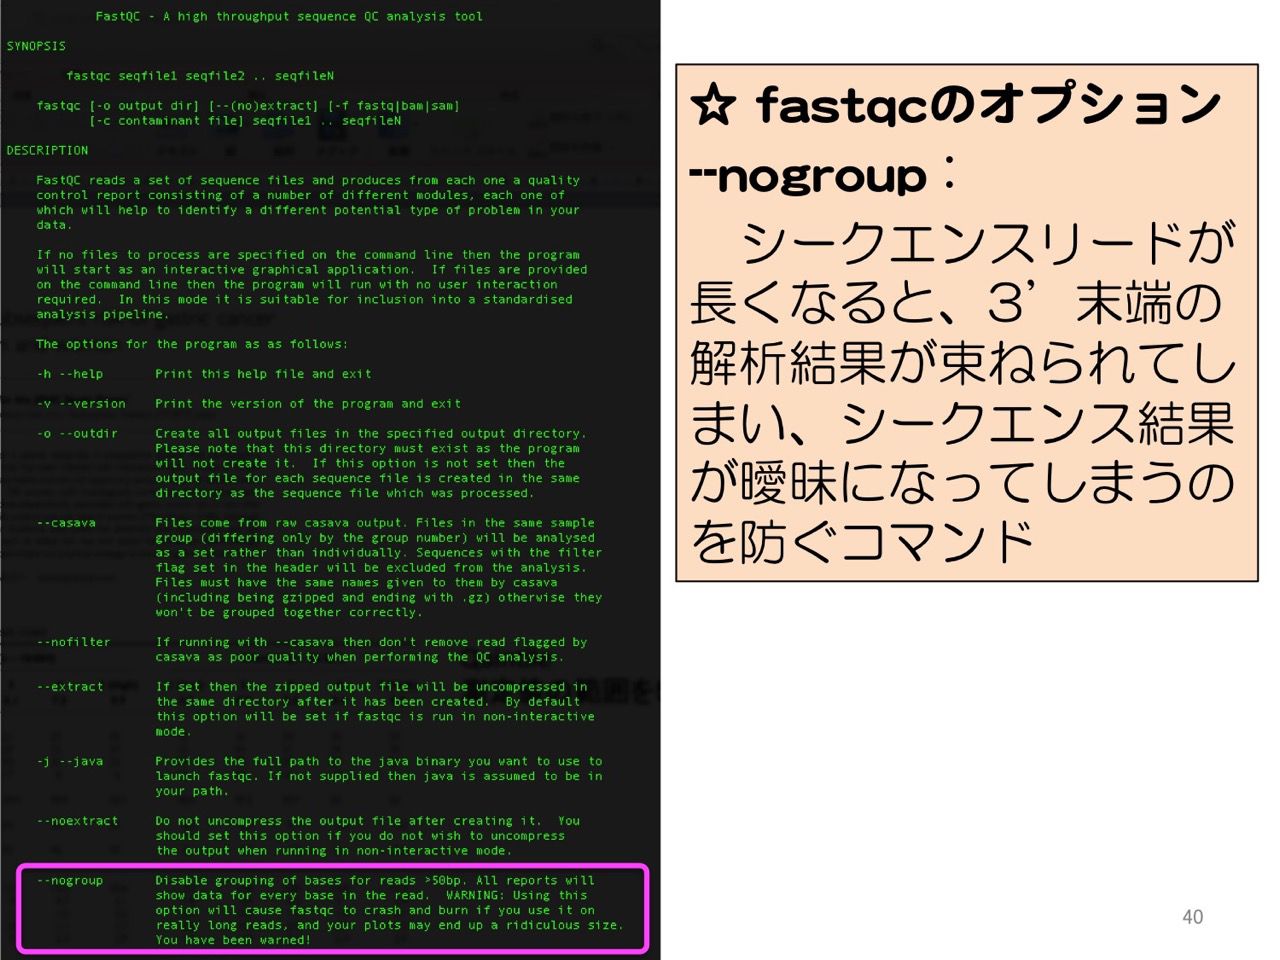 FastQC - A high throughput sequence QC analysis tool
SYNOPSIS
fastqc seqfile1 seqfile2 .. seqfileN
fastqc [-o output dir] [--(no)extract] [-f fastq|bam|sam]
[-c contaminant file] seqfile1 .. seqfileN
DESCRIPTION
FastQC reads a set of sequence files and produces from each one a quality
control report consisting of a number of different modules, each one of
which will help to identify a different potential type of problem in your
data.
If no files to process are specified on the command line then the program
will start as an interactive graphical application.  If files are provided
on the command line then the program will run with no user interaction
required.  In this mode it is suitable for inclusion into a standardised
analysis pipeline.
The options for the program as as follows:
-h --help Print this help file and exit
-v --version Print the version of the program and exit
-o --outdir Create all output files in the specified output directory.
Please note that this directory must exist as the program
will not create it.  If this option is not set then the
output file for each sequence file is created in the same
directory as the sequence file which was processed.
--casava Files come from raw casava output. Files in the same sample
group (differing only by the group number) will be analysed
as a set rather than individually. Sequences with the filter
flag set in the header will be excluded from the analysis.
Files must have the same names given to them by casava
(including being gzipped and ending with .gz) otherwise they
won't be grouped together correctly.
--nofilter If running with --casava then don't remove read flagged by
casava as poor quality when performing the QC analysis.
--extract If set then the zipped output file will be uncompressed in
the same directory after it has been created.  By default
this option will be set if fastqc is run in non-interactive
mode.
-j --java Provides the full path to the java binary you want to use to
launch fastqc. If not supplied then java is assumed to be in
your path.
--noextract Do not uncompress the output file after creating it.  You
should set this option if you do not wish to uncompress
the output when running in non-interactive mode.
--nogroup Disable grouping of bases for reads >50bp. All reports will
show data for every base in the read.  WARNING: Using this
option will cause fastqc to crash and burn if you use it on
really long reads, and your plots may end up a ridiculous size.
You have been warned!
☆ fastqcのオプション
--nogroup：
シークエンスリードが
長くなると、３’末端の
解析結果が束ねられてし
まい、シークエンス結果
が曖昧になってしまうの
を防ぐコマンド
40